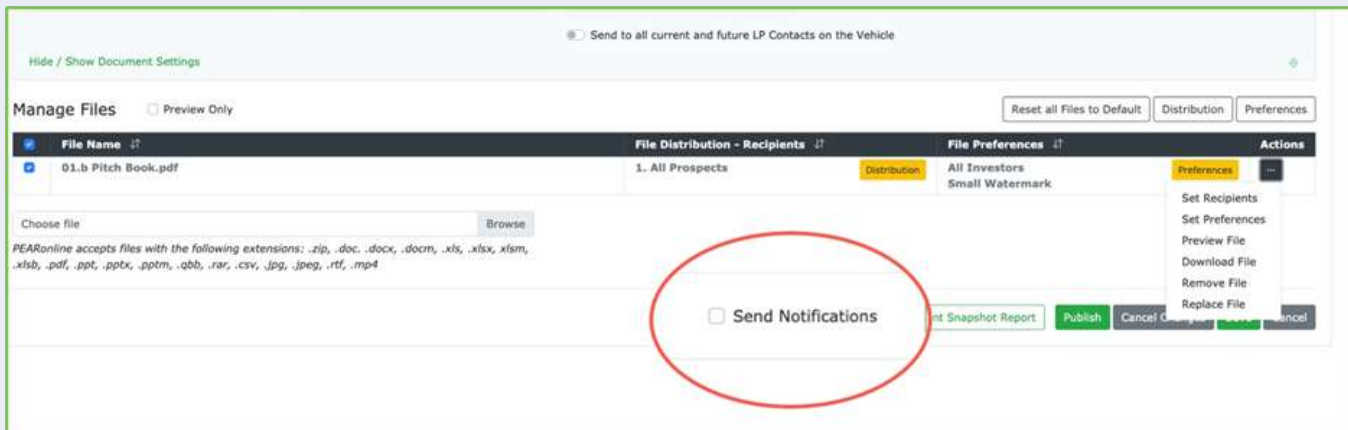 Send to all current and future LP Contacts on the Vehicle
Hide / Show Document Settings
Manage Files Preview Only Reset all Files to Default Distribution Preferences
File Name File Distribution - Recipients File Preferences Actions
01.b Pitch Book.pdf 1. All Prospects Distribution All Investors Preferences ...
Small Watermark
Set Recipients
Set Preferences
Preview File
Download File
Remove File
Replace File
Choose file Browse
PEARonline accepts files with the following extensions: .zip, .doc. .docx, .docm, .xls, .xlsx, xlsm,
.xlsb, .pdf, .ppt, .pptx, .pptm, .qbb, .rar, .csv, .jpg, .jpeg, .rtf, .mp4
Send Notifications Snapshot Report Publish Cancel